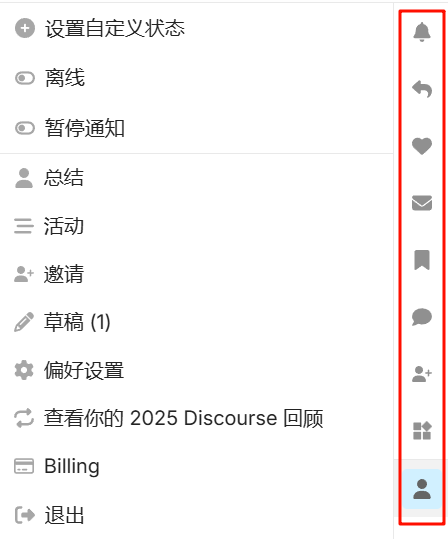 设置自定义状态
离线
暂停通知
总结
活动
邀请
草稿 (1)
偏好设置
查看你的 2025 Discourse 回顾
Billing
退出